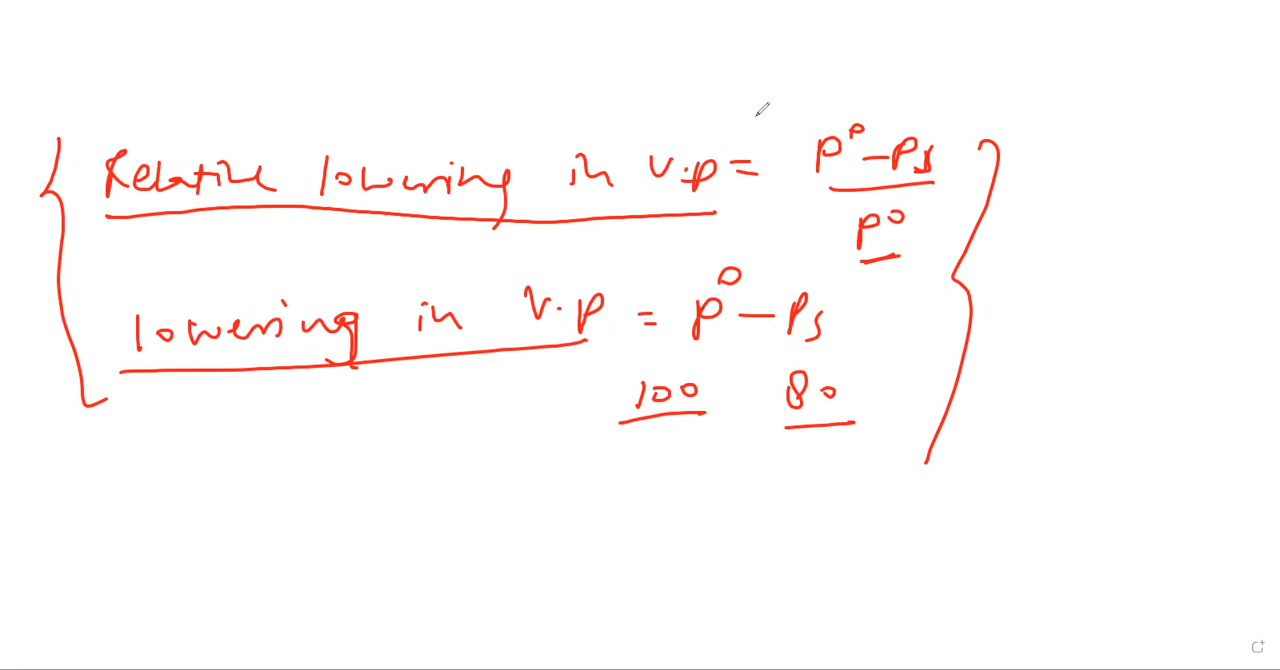 Relative lowering in v.p = p° - ps / p°
lowering in v.p = p° - ps
100 80